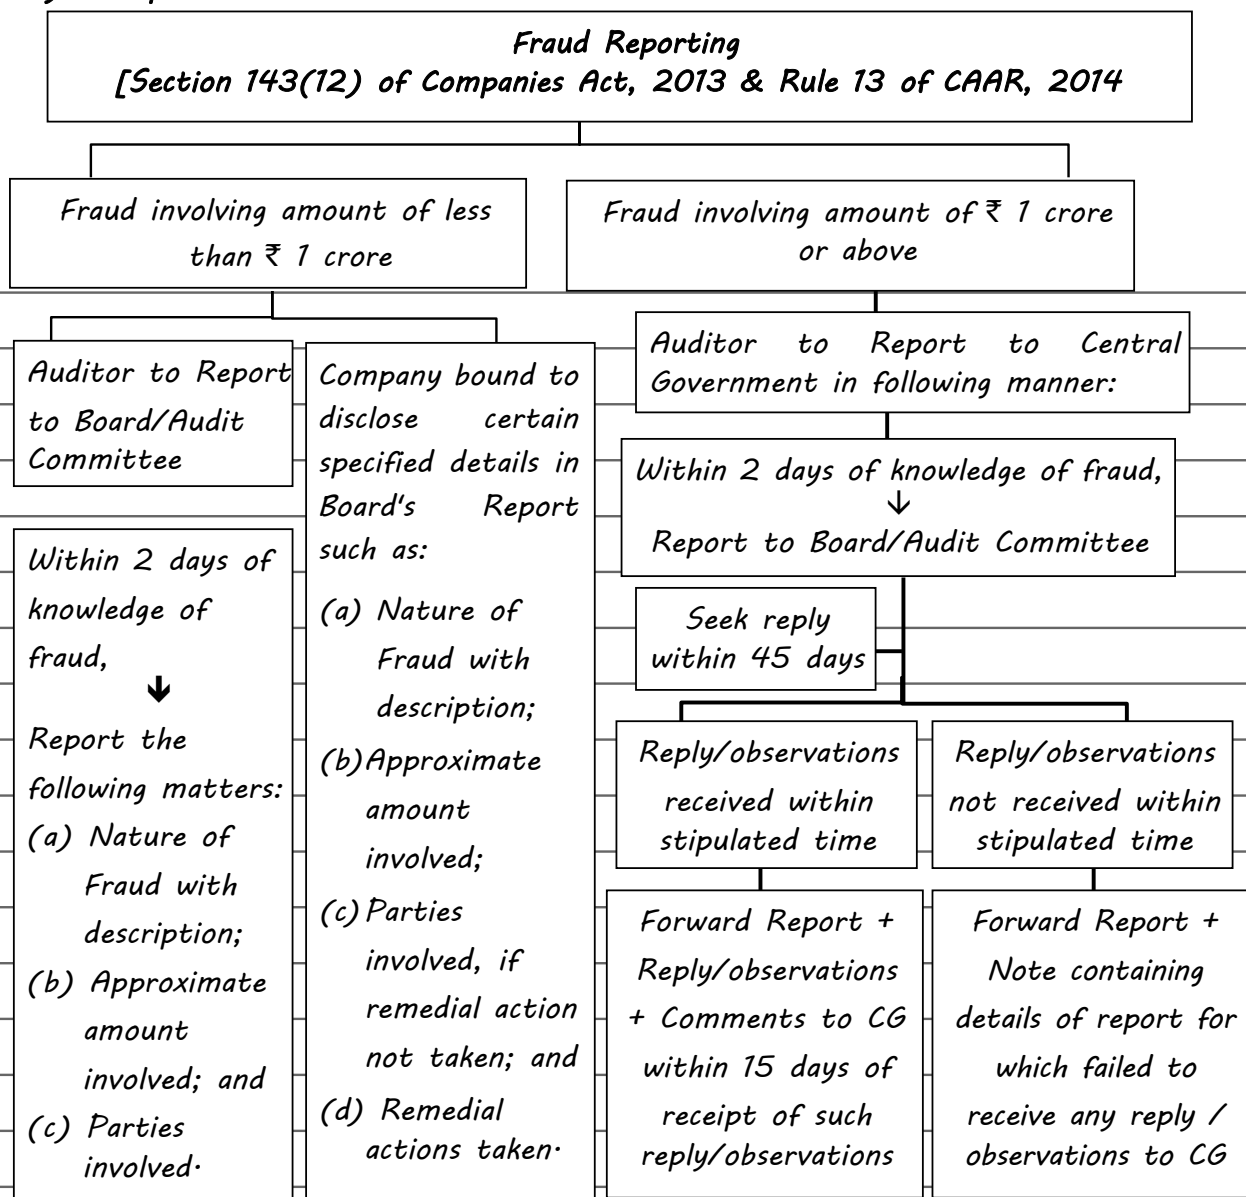 Fraud Reporting
[Section 143(12) of Companies Act, 2013 & Rule 13 of CAAR, 2014
Fraud involving amount of less
than ₹ 1 crore
Fraud involving amount of ₹ 1 crore
or above
Auditor to Report
to Board/Audit
Committee
Within 2 days of
knowledge of
fraud,
↓
Report the
following matters:
(a) Nature of
Fraud with
description;
(b) Approximate
amount
involved; and
(c) Parties
involved.
Company bound to
disclose certain
specified details in
Board's Report
such as:
(a) Nature of
Fraud with
description;
(b) Approximate
amount
involved;
(c) Parties
involved, if
remedial action
not taken; and
(d) Remedial
actions taken.
Auditor to Report to Central
Government in following manner:
Within 2 days of knowledge of fraud,
↓
Report to Board/Audit Committee
Seek reply
within 45 days
Reply/observations
received within
stipulated time
Forward Report +
Reply/observations
+ Comments to CG
within 15 days of
receipt of such
reply/observations
Reply/observations
not received within
stipulated time
Forward Report +
Note containing
details of report for
which failed to
receive any reply /
observations to CG